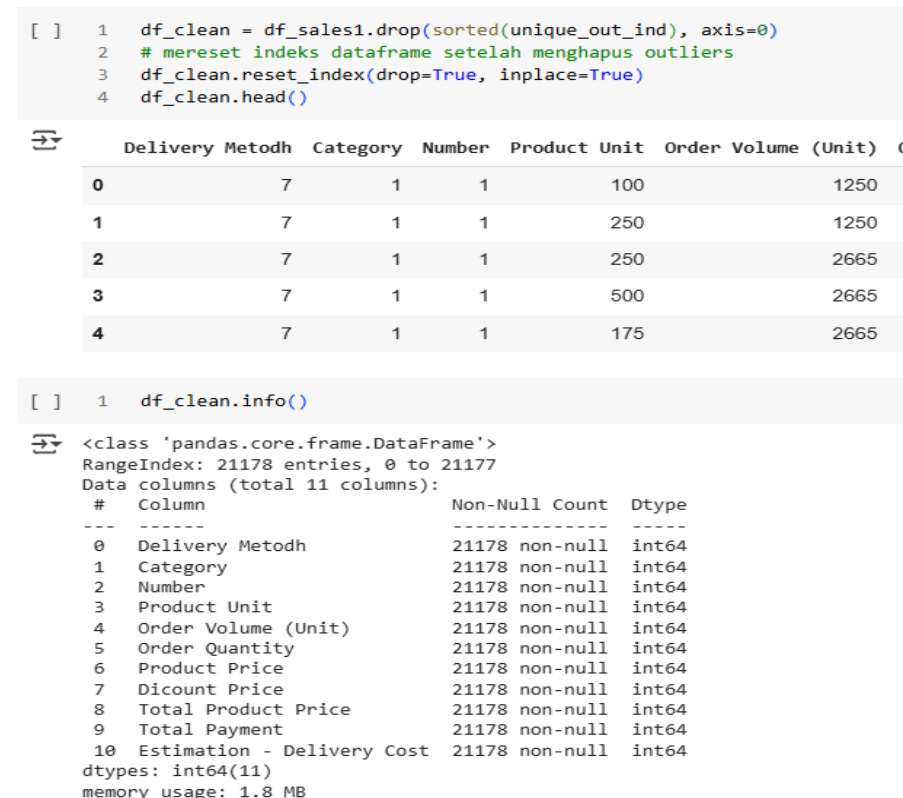 [ ] 1 df_clean = df_sales1.drop(sorted(unique_out_ind), axis=0)
2 # mereset indeks dataframe setelah menghapus outliers
3 df_clean.reset_index(drop=True, inplace=True)
4 df_clean.head()
Delivery Metodh Category Number Product Unit Order Volume (Unit)
0 7 1 1 100 1250
1 7 1 1 250 1250
2 7 1 1 250 2665
3 7 1 1 500 2665
4 7 1 1 175 2665
[ ] 1 df_clean.info()
<class 'pandas.core.frame.DataFrame'>
RangeIndex: 21178 entries, 0 to 21177
Data columns (total 11 columns):
# Column Non-Null Count Dtype
--- ------ -------------- -----
0 Delivery Metodh 21178 non-null int64
1 Category 21178 non-null int64
2 Number 21178 non-null int64
3 Product Unit 21178 non-null int64
4 Order Volume (Unit) 21178 non-null int64
5 Order Quantity 21178 non-null int64
6 Product Price 21178 non-null int64
7 Dicount Price 21178 non-null int64
8 Total Product Price 21178 non-null int64
9 Total Payment 21178 non-null int64
10 Estimation - Delivery Cost 21178 non-null int64
dtypes: int64(11)
memory usage: 1.8 MB